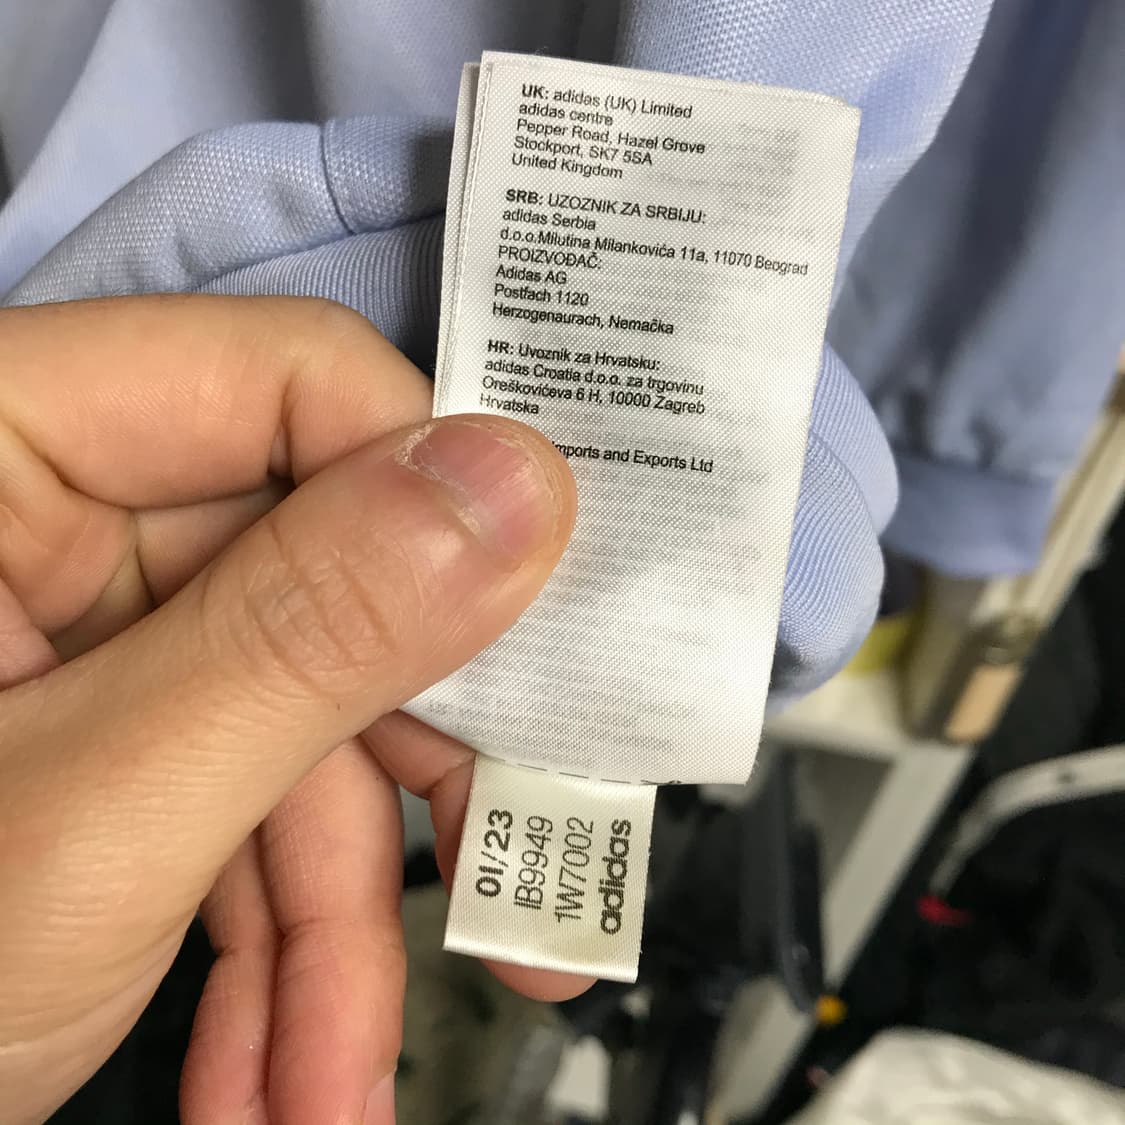 UK: adidas (UK) Limited
adidas centre
Pepper Road, Hazel Grove
Stockport, SK7 5SA
United Kingdom
SRB: UZOZNIK ZA SRBIJU:
adidas Serbia
d.o.o.Milutina Milankovića 11a, 11070 Beograd
PROIZVOĐAČ:
Adidas AG
Postfach 1120
Herzogenaurach, Nemačka
HR: Uvoznik za Hrvatsku:
adidas Croatia d.o.o. za trgovinu
Oreškovićeva 6 H, 10000 Zagreb
Hrvatska
and Exports Ltd
01/23
IB9949
1W7002
adidas